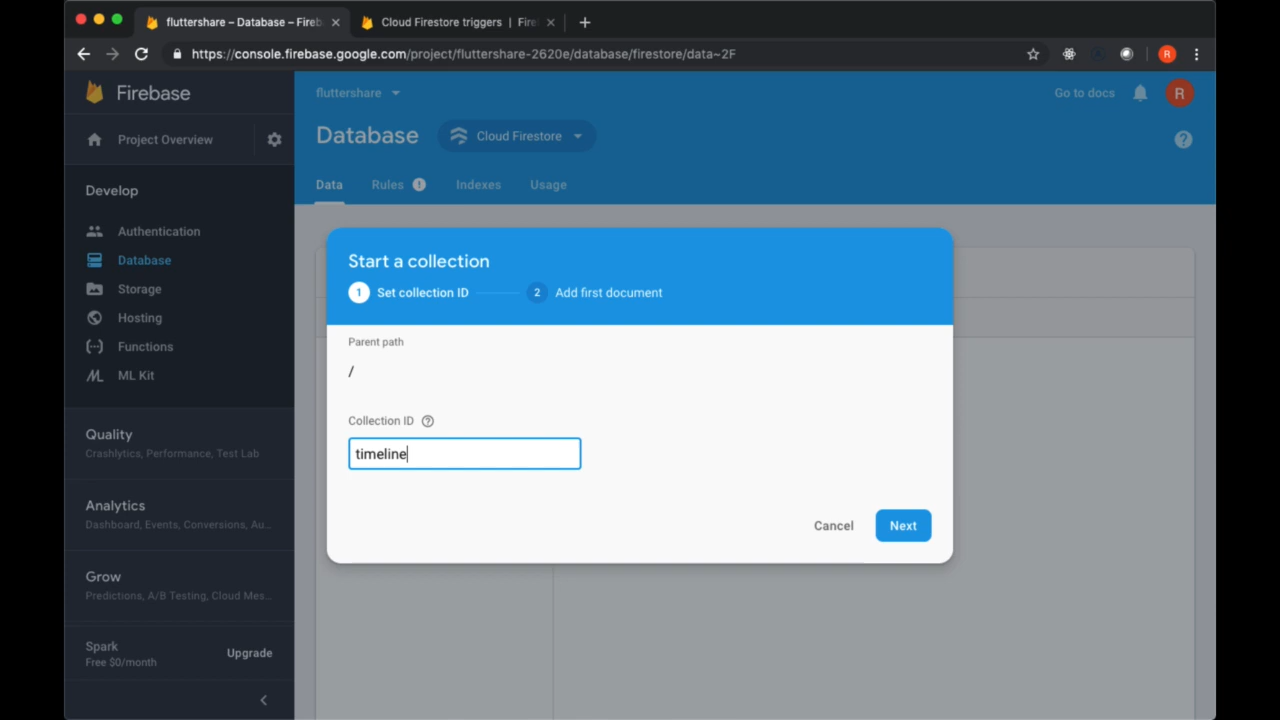 fluttershare – Database – Fireb
Cloud Firestore triggers | Fire
https://console.firebase.google.com/project/fluttershare-2620e/database/firestore/data~2F
R
Firebase
fluttershare
Go to docs
R
Project Overview
Database
Cloud Firestore
Develop
Data
Rules
Indexes
Usage
Authentication
Database
Storage
Hosting
Functions
ML Kit
Start a collection
1 Set collection ID
2 Add first document
Parent path
/
Collection ID
timeline
Cancel
Next
Quality
Crashlytics, Performance, Test Lab
Analytics
Dashboard, Events, Conversions, Au...
Grow
Predictions, A/B Testing, Cloud Mes...
Spark
Free $0/month
Upgrade